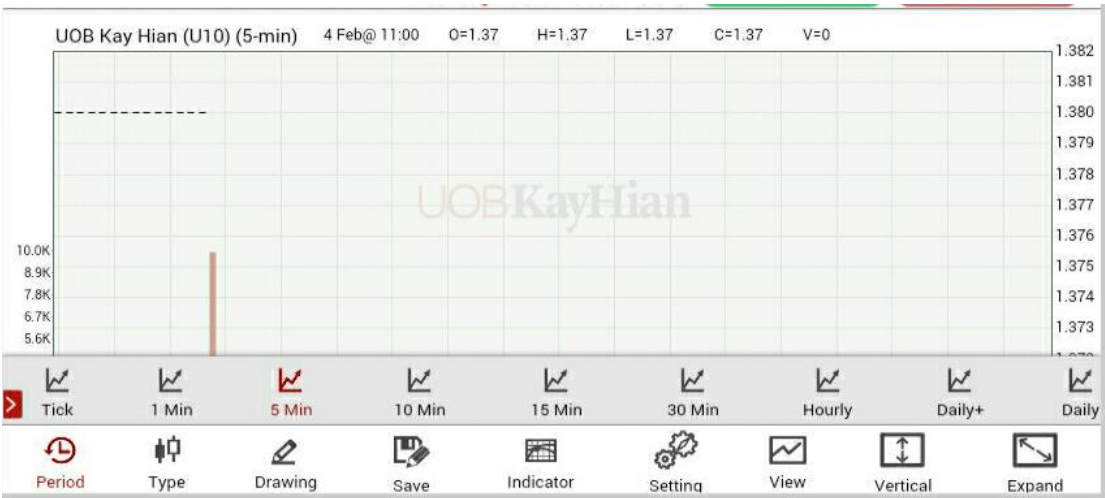 UOB Kay Hian (U10) (5-min) 4 Feb@ 11:00 O=1.37 H=1.37 L=1.37 C=1.37 V=0
1.382
1.381
1.380
1.379
1.378
1.377
UOBKayHian
1.376
10.0K
1.375
8.9K
7.8K
1.374
6.7K
1.373
5.6K
Tick 1 Min 5 Min 10 Min 15 Min 30 Min Hourly Daily+ Daily
Period Type Drawing Save Indicator Setting View Vertical Expand